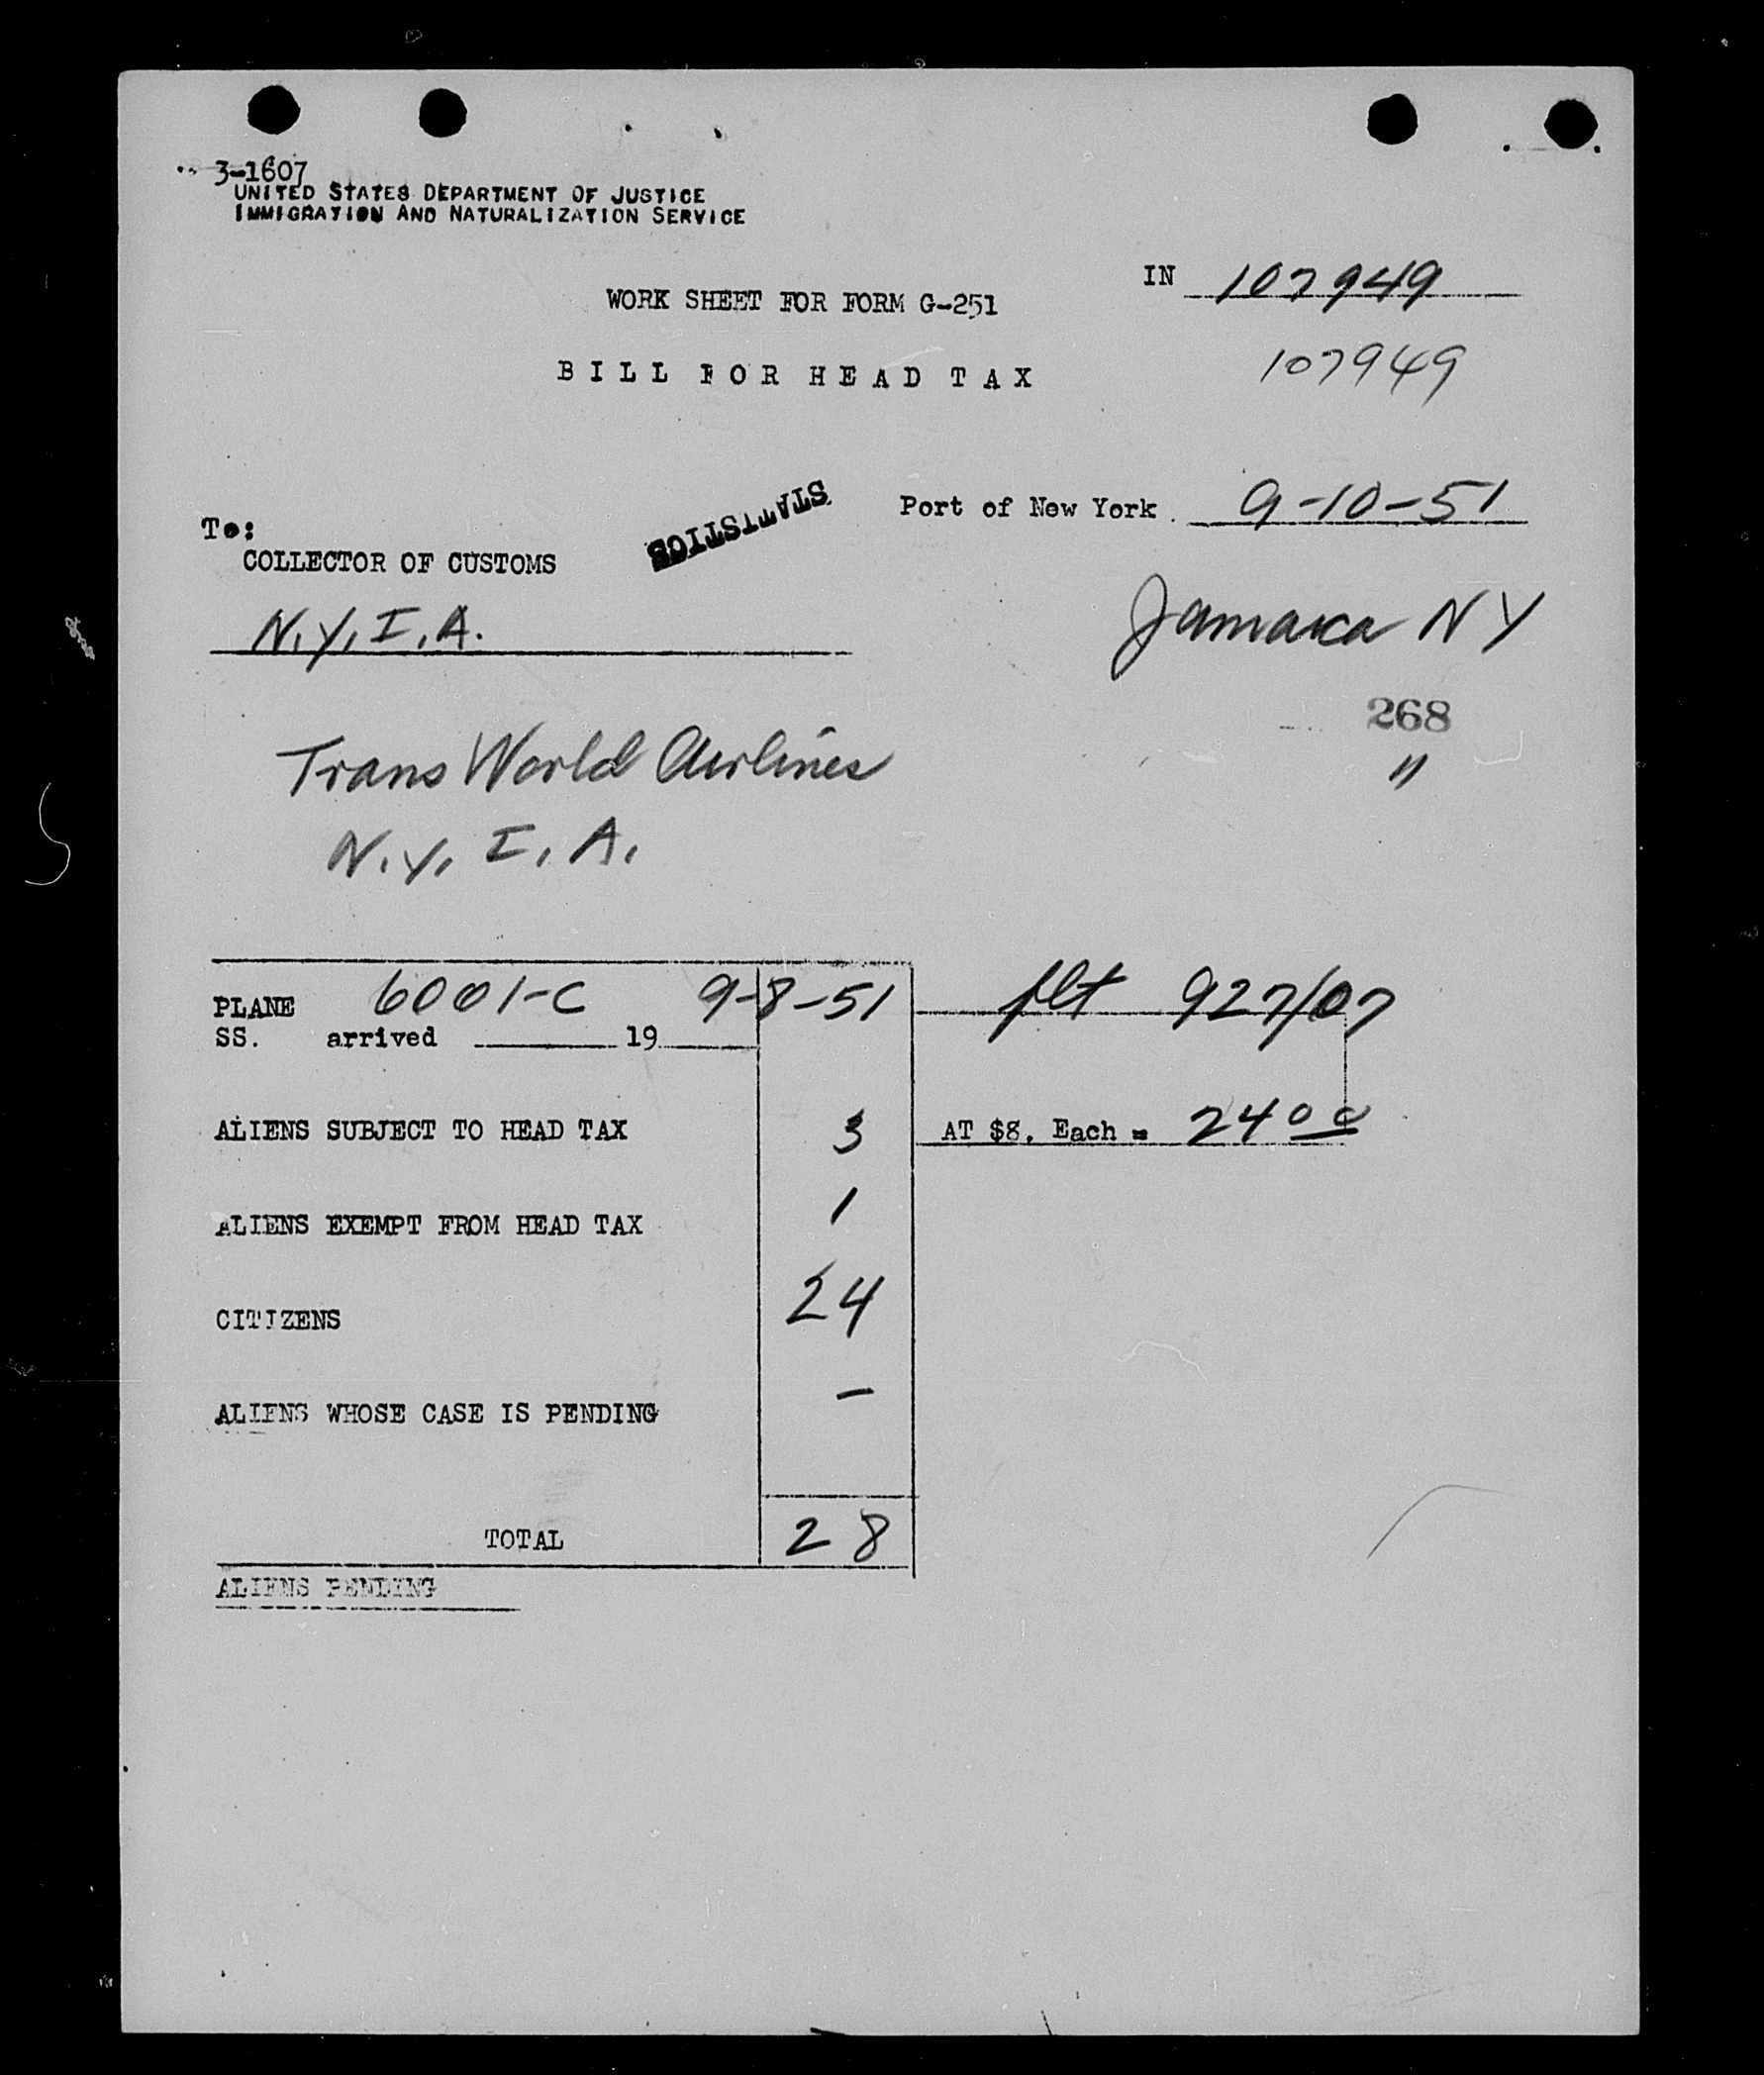 3-1607
UNITED STATES DEPARTMENT OF JUSTICE
IMMIGRATION AND NATURALIZATION SERVICE
IN 107949
WORK SHEET FOR FORM G-251
107949
BILL FOR HEAD TAX
STATISTICS
Port of New York. 9-10-51
To:
COLLECTOR OF CUSTOMS
N.Y.I.A.
Jamaica NY
268
"
Trans World Airlines
N.Y.I.A.
PLANE 6001-C 9-8-51 flt 927/07
SS. arrived 19
ALIENS SUBJECT TO HEAD TAX 3 AT $8. Each = 24 00
ALIENS EXEMPT FROM HEAD TAX 1
CITIZENS 24
ALIENS WHOSE CASE IS PENDING -
TOTAL 28
ALIENS PENDING